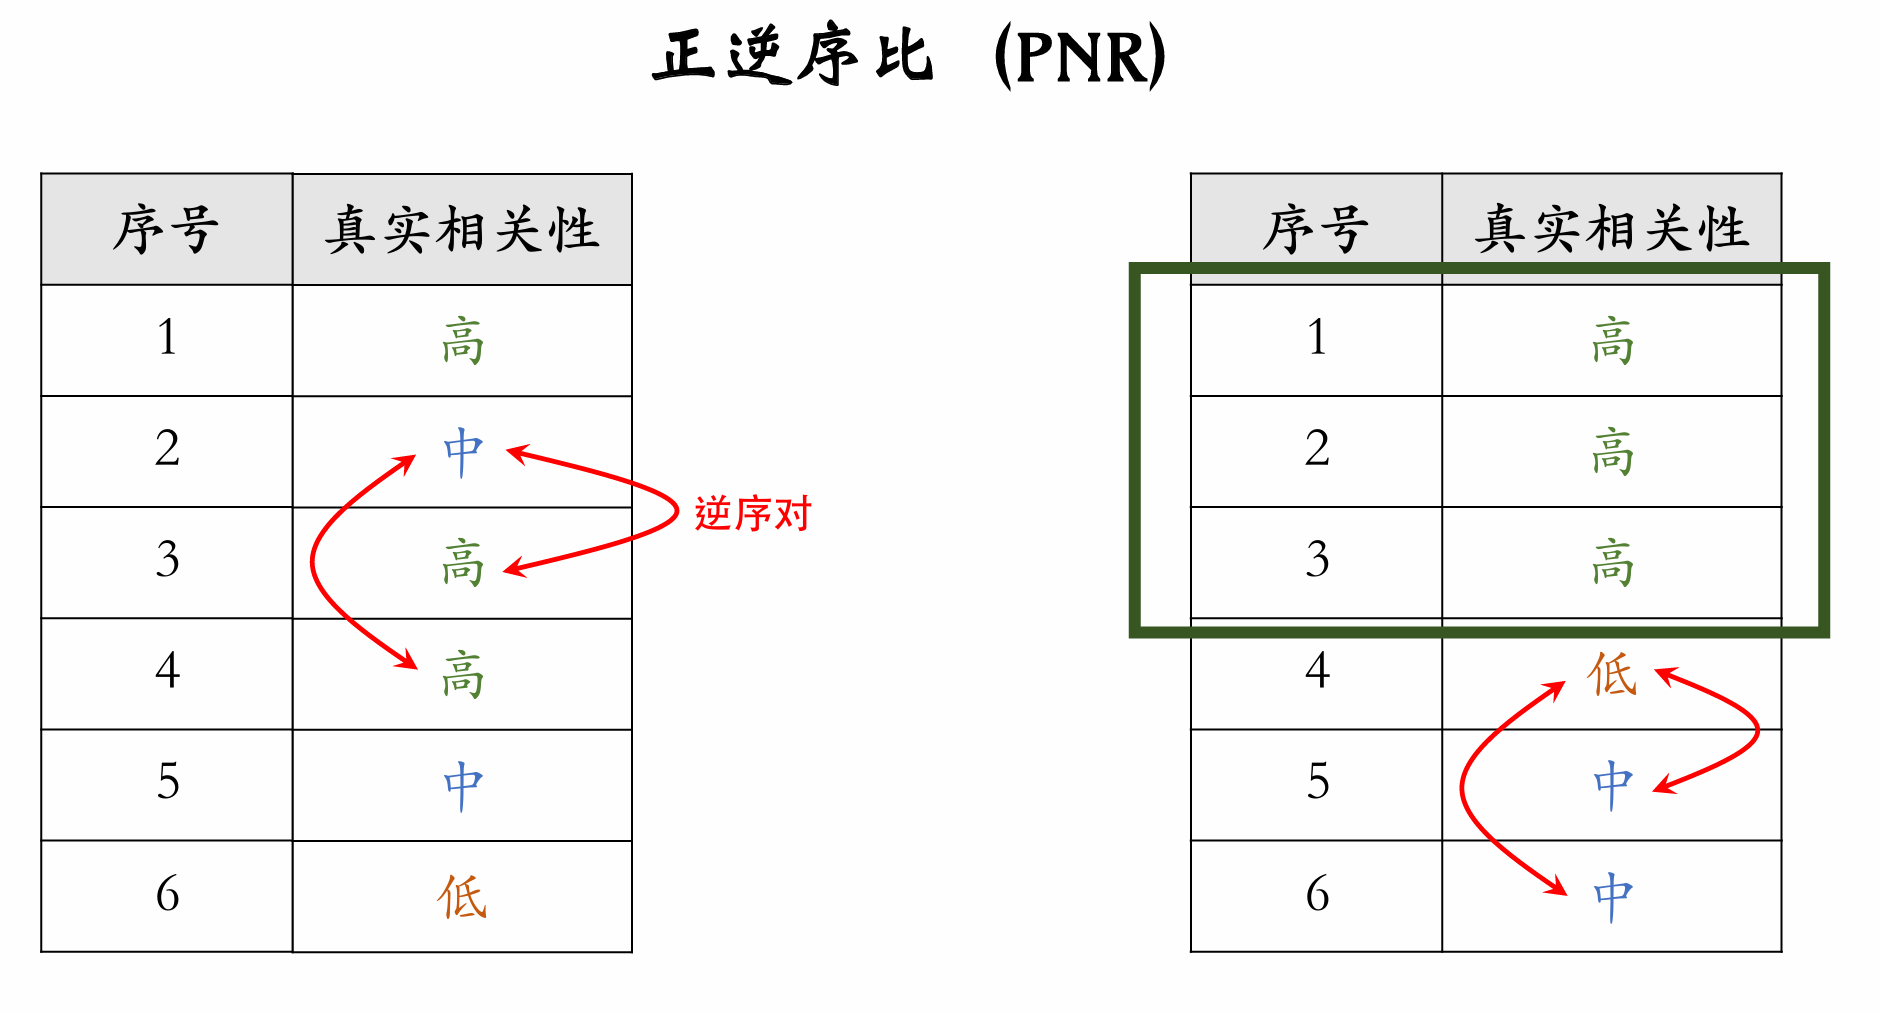 正逆序比 (PNR)
序号 真实相关性
1 高
2 中
3 高
4 高
5 中
6 低
逆序对
序号 真实相关性
1 高
2 高
3 高
4 低
5 中
6 中